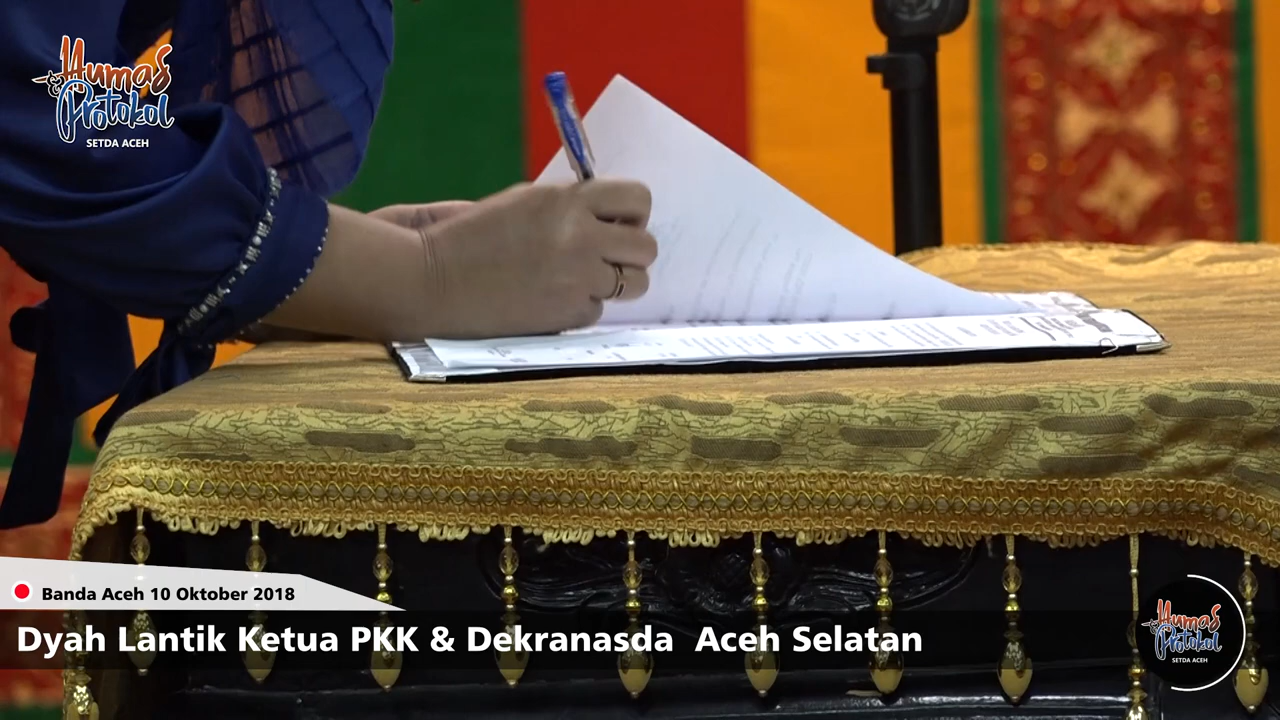 Humas
&
Protokol
SETDA ACEH
Banda Aceh 10 Oktober 2018
Dyah Lantik Ketua PKK & Dekranasda Aceh Selatan
Humas
&
Protokol
SETDA ACEH